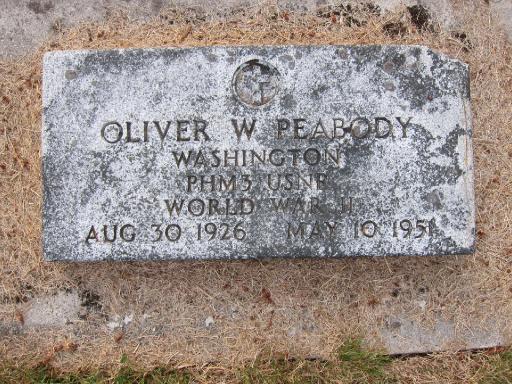 OLIVER W PEABODY
WASHINGTON
PHM3 USNR
WORLD WAR II
AUG 30 1926 MAY 10 1951